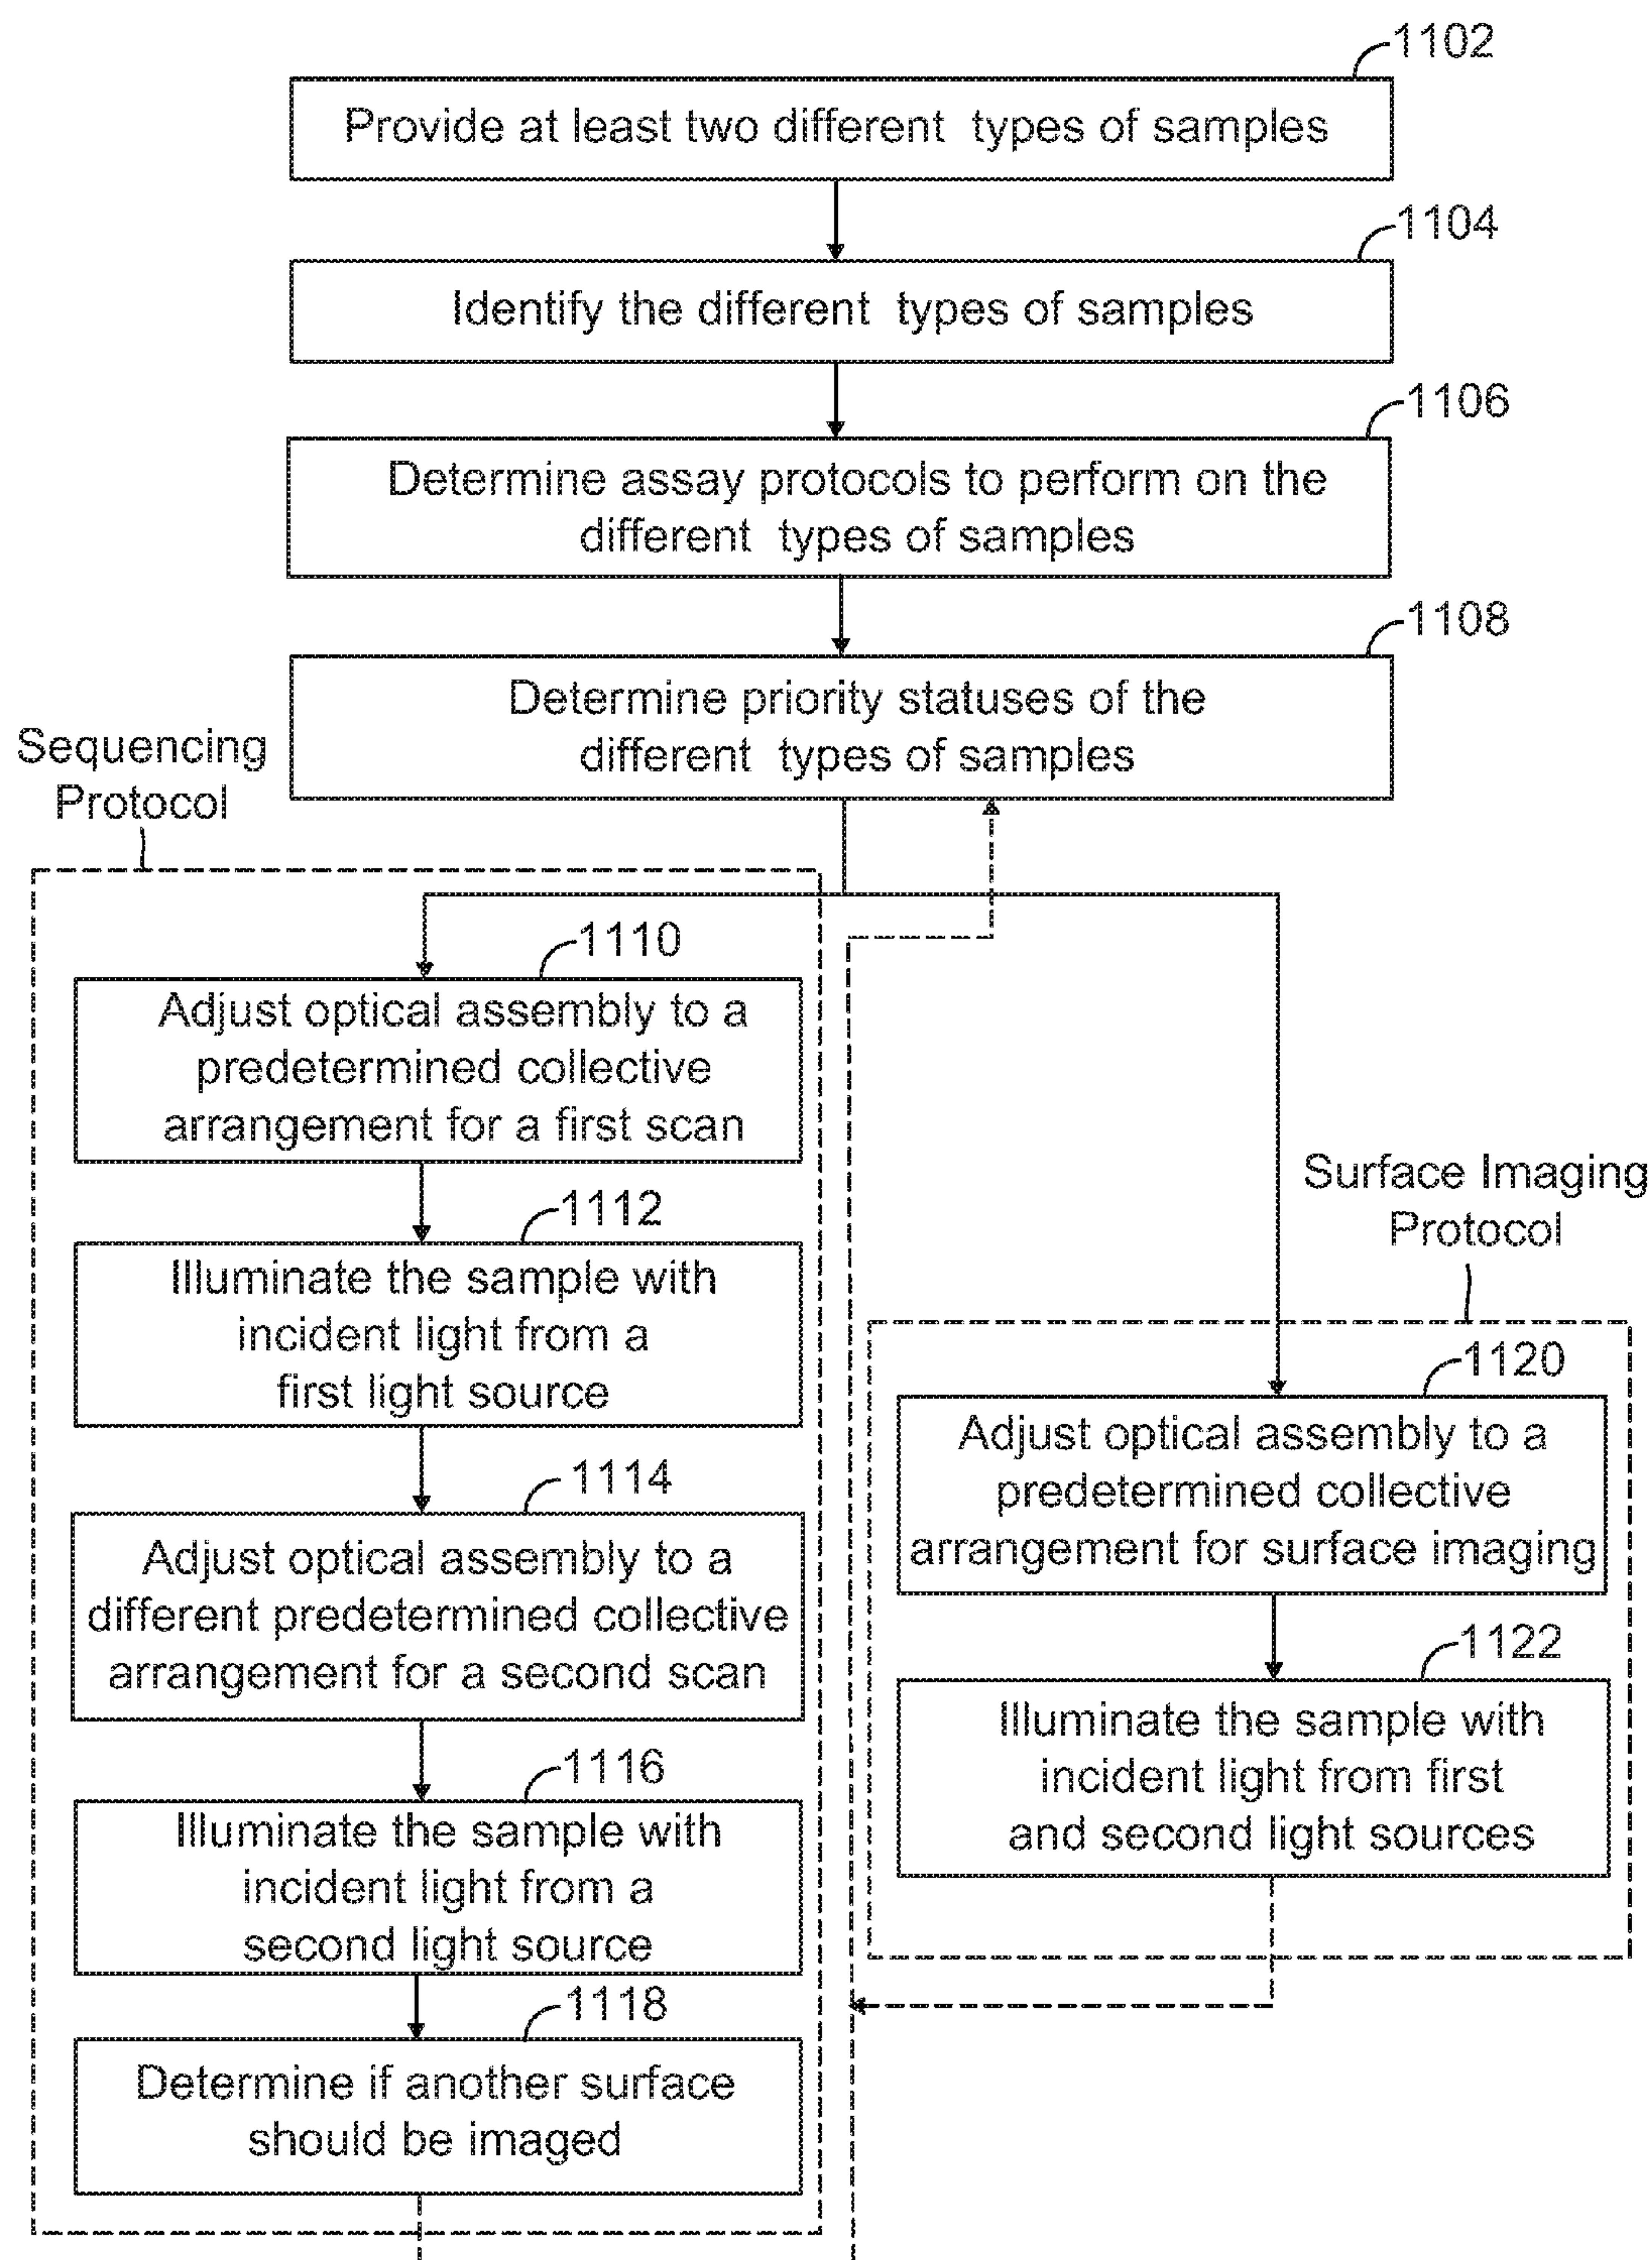 1102
Provide at least two different types of samples
1104
Identify the different types of samples
1106
Determine assay protocols to perform on the
different types of samples
1108
Determine priority statuses of the
different types of samples
Sequencing
Protocol
1110
Adjust optical assembly to a
predetermined collective
arrangement for a first scan
1112
Illuminate the sample with
incident light from a
first light source
1114
Adjust optical assembly to a
different predetermined collective
arrangement for a second scan
1116
Illuminate the sample with
incident light from a
second light source
1118
Determine if another surface
should be imaged
Surface Imaging
Protocol
1120
Adjust optical assembly to a
predetermined collective
arrangement for surface imaging
1122
Illuminate the sample with
incident light from first
and second light sources